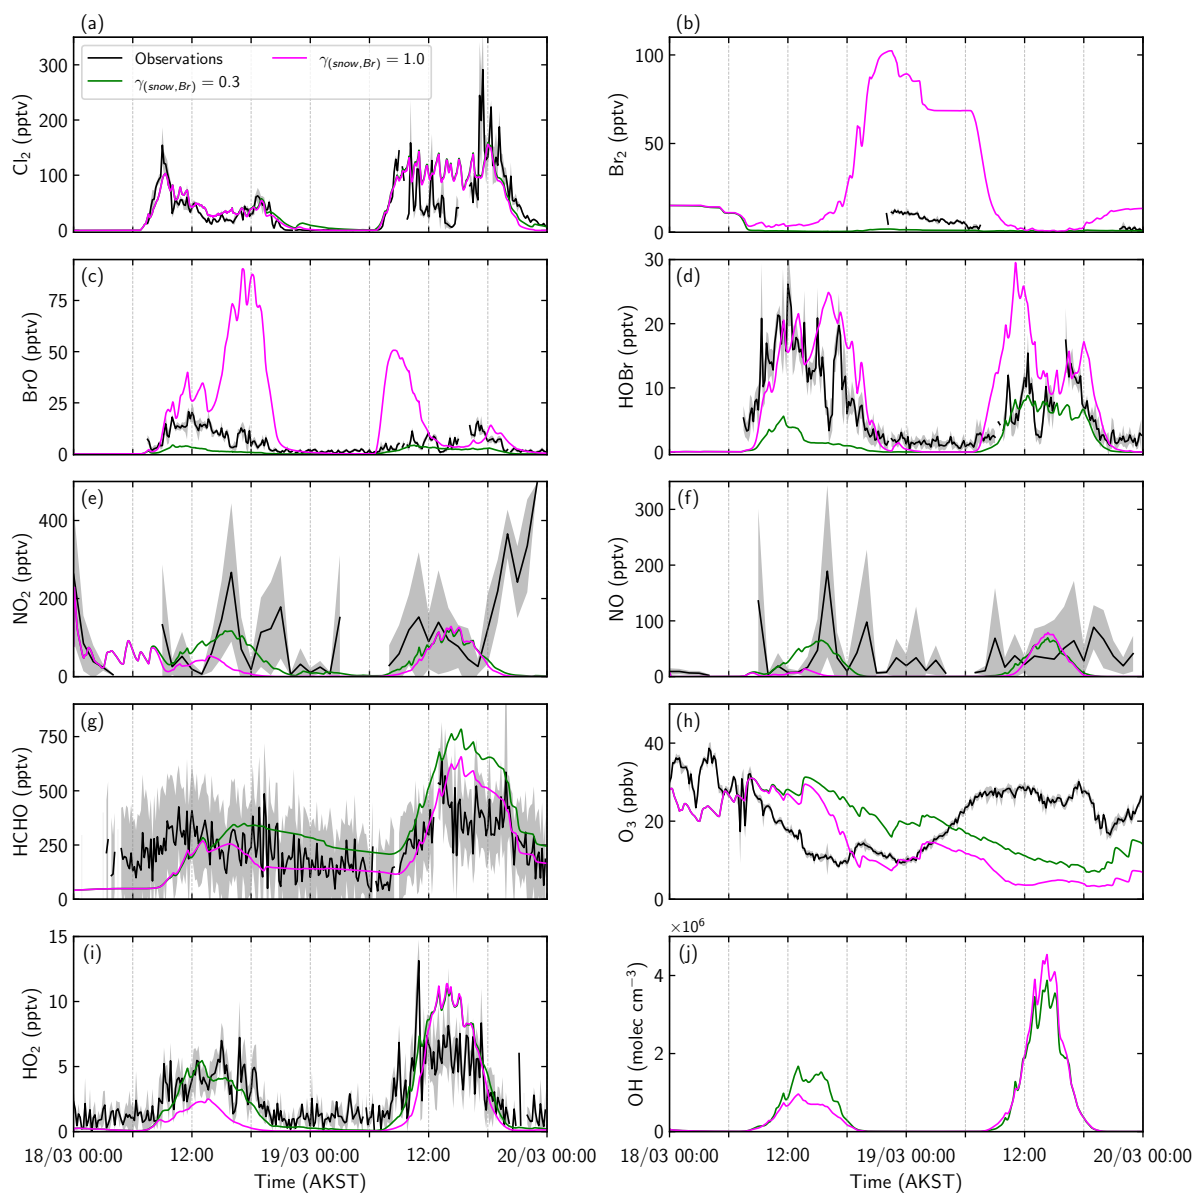 (a)
Observations
γ(snow,Br) = 1.0
γ(snow,Br) = 0.3
Cl₂ (pptv)
300
200
100
0
(b)
Br₂ (pptv)
100
50
0
(c)
BrO (pptv)
75
50
25
0
(d)
HOBr (pptv)
30
20
10
0
(e)
NO₂ (pptv)
400
200
0
(f)
NO (pptv)
300
200
100
0
(g)
HCHO (pptv)
750
500
250
0
(h)
O₃ (ppbv)
40
20
0
(i)
HO₂ (pptv)
15
10
5
0
18/03 00:00
12:00
19/03 00:00
12:00
20/03 00:00
Time (AKST)
×10⁶
(j)
OH (molec cm⁻³)
4
2
0
18/03 00:00
12:00
19/03 00:00
12:00
20/03 00:00
Time (AKST)